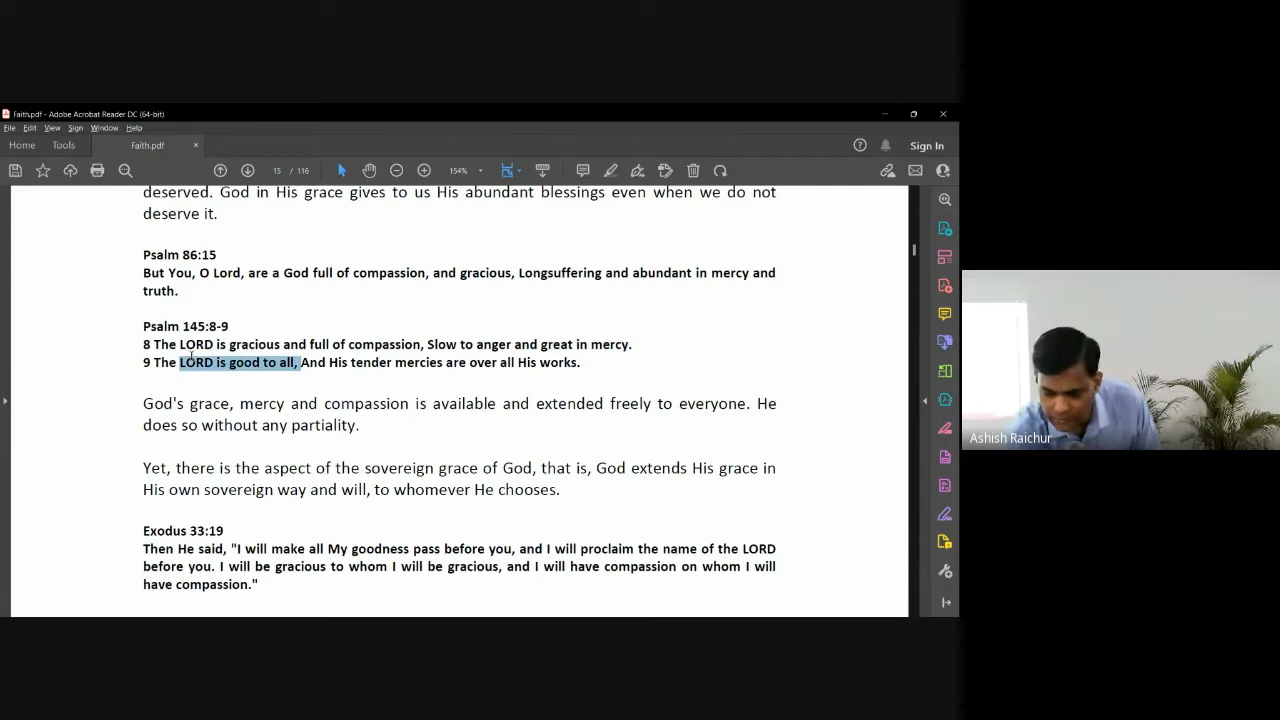 Faith.pdf - Adobe Acrobat Reader DC (64-bit)
File Edit View Sign Window Help
Home Tools Faith.pdf × Sign In
15 / 116 154%
deserved. God in His grace gives to us His abundant blessings even when we do not
deserve it.
Psalm 86:15
But You, O Lord, are a God full of compassion, and gracious, Longsuffering and abundant in mercy and
truth.
Psalm 145:8-9
8 The LORD is gracious and full of compassion, Slow to anger and great in mercy.
9 The LORD is good to all, And His tender mercies are over all His works.
God's grace, mercy and compassion is available and extended freely to everyone. He
does so without any partiality.
Yet, there is the aspect of the sovereign grace of God, that is, God extends His grace in
His own sovereign way and will, to whomever He chooses.
Exodus 33:19
Then He said, "I will make all My goodness pass before you, and I will proclaim the name of the LORD
before you. I will be gracious to whom I will be gracious, and I will have compassion on whom I will
have compassion."
Ashish Raichur